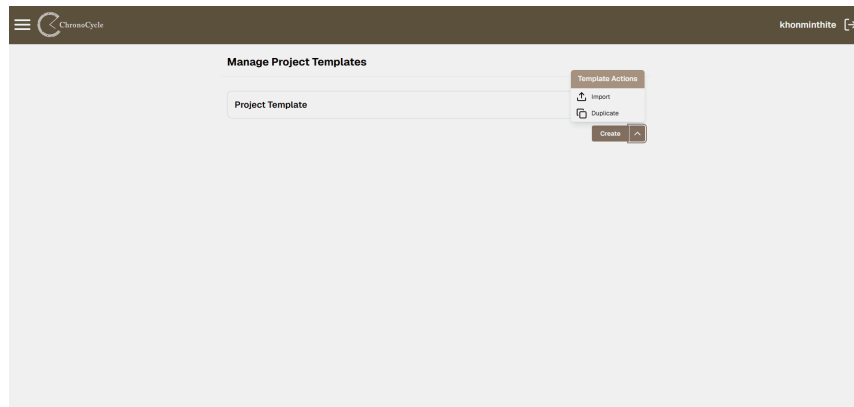 ChronoCycle
khonminthite
Manage Project Templates
Template Actions
Project Template
Import
Duplicate
Create